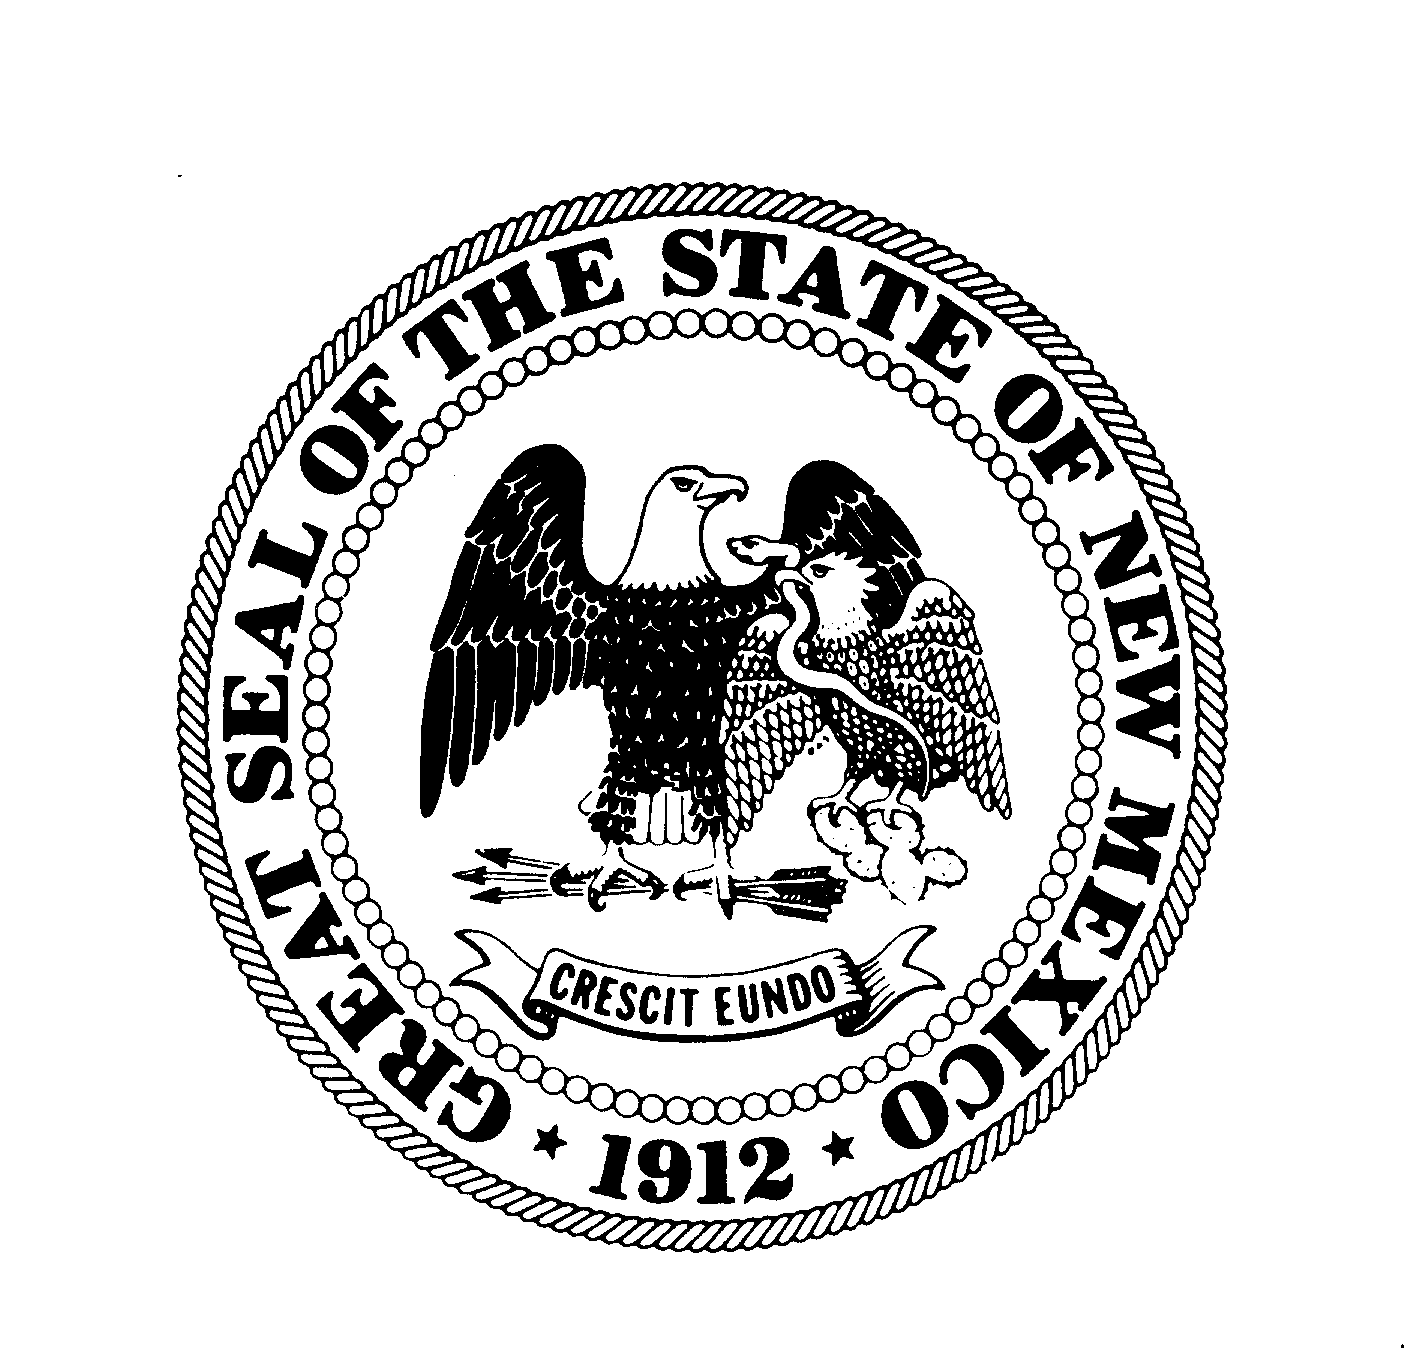 GREAT SEAL OF THE STATE OF NEW MEXICO
CRESCIT EUNDO
★ 1912 ★